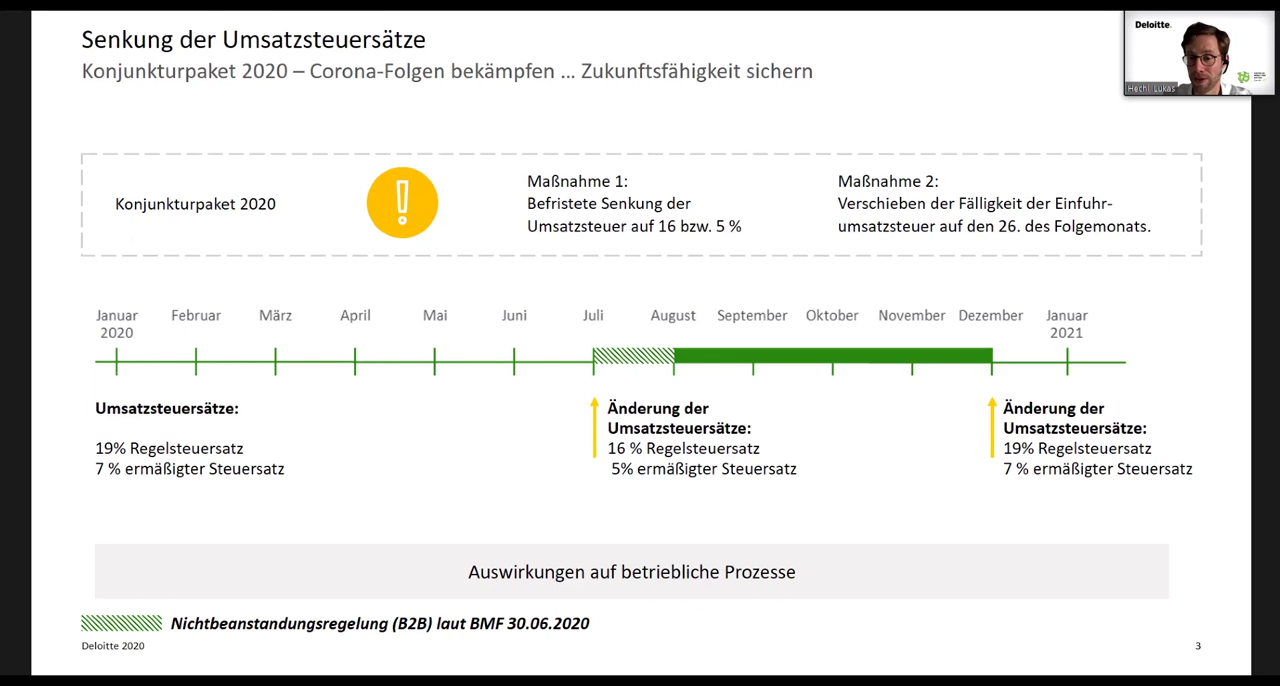 Senkung der Umsatzsteuersätze
Konjunkturpaket 2020 – Corona-Folgen bekämpfen ... Zukunftsfähigkeit sichern
Deloitte.
Hechl Lukas
Konjunkturpaket 2020
Maßnahme 1:
Befristete Senkung der
Umsatzsteuer auf 16 bzw. 5 %
Maßnahme 2:
Verschieben der Fälligkeit der Einfuhr-
umsatzsteuer auf den 26. des Folgemonats.
Januar 2020
Februar
März
April
Mai
Juni
Juli
August
September
Oktober
November
Dezember
Januar 2021
Umsatzsteuersätze:
19% Regelsteuersatz
7 % ermäßigter Steuersatz
Änderung der
Umsatzsteuersätze:
16 % Regelsteuersatz
5% ermäßigter Steuersatz
Änderung der
Umsatzsteuersätze:
19% Regelsteuersatz
7 % ermäßigter Steuersatz
Auswirkungen auf betriebliche Prozesse
Nichtbeanstandungsregelung (B2B) laut BMF 30.06.2020
Deloitte 2020
3